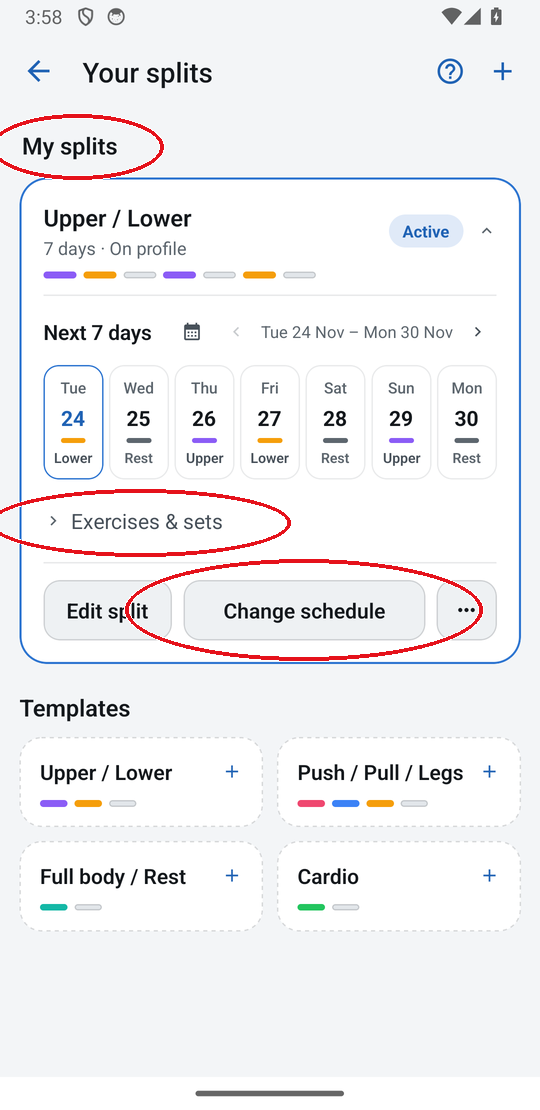 3:58
Your splits
My splits
Upper / Lower
7 days · On profile
Active
Next 7 days
Tue 24 Nov – Mon 30 Nov
Tue Wed Thu Fri Sat Sun Mon
24 25 26 27 28 29 30
Lower Rest Upper Lower Rest Upper Rest
Exercises & sets
Edit split Change schedule
Templates
Upper / Lower Push / Pull / Legs
Full body / Rest Cardio